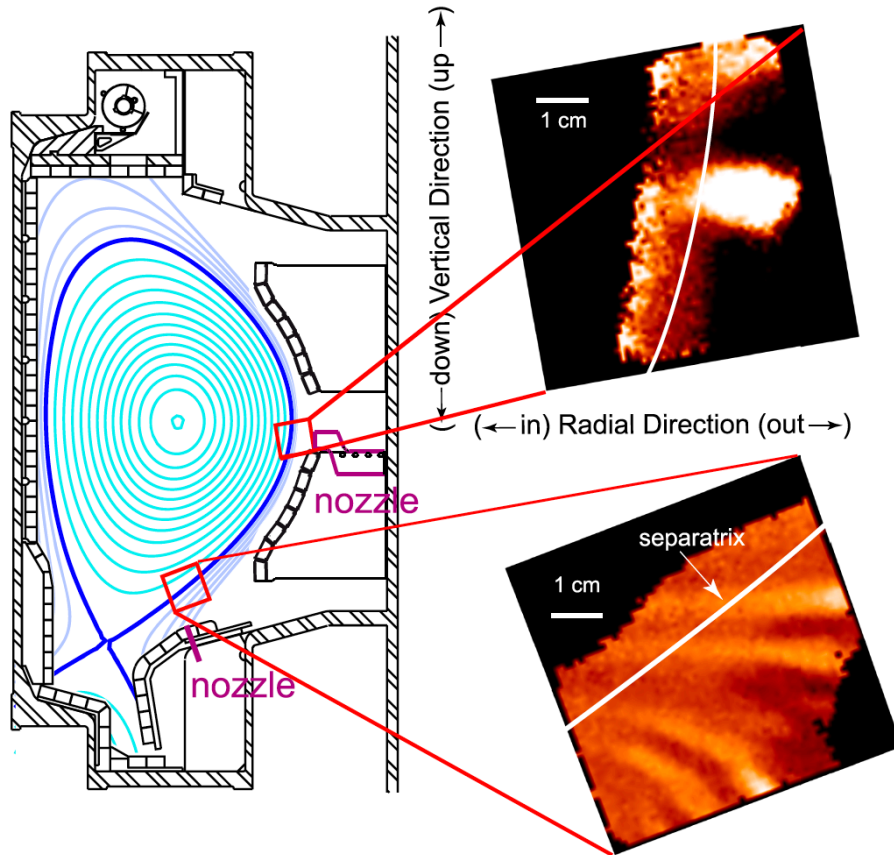 (←down) Vertical Direction (up→)
1 cm
(←in) Radial Direction (out→)
nozzle
separatrix
1 cm
nozzle